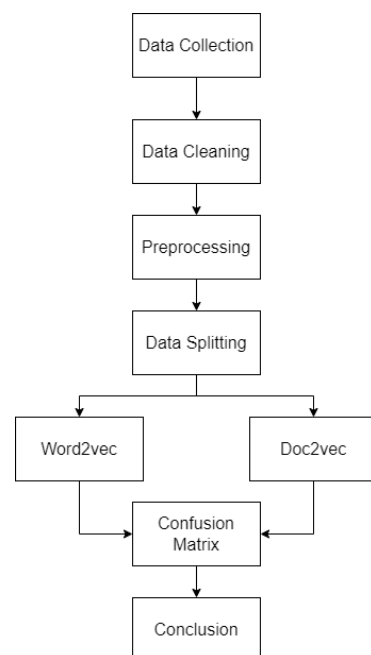 Data Collection
Data Cleaning
Preprocessing
Data Splitting
Word2vec
Doc2vec
Confusion
Matrix
Conclusion